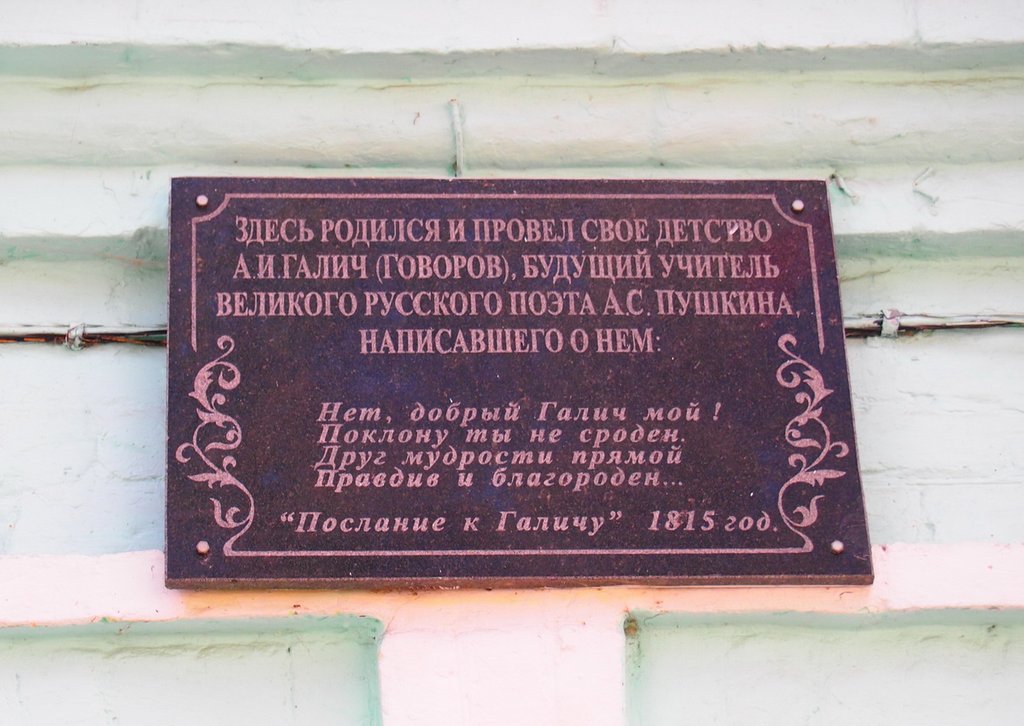 ЗДЕСЬ РОДИЛСЯ И ПРОВЕЛ СВОЕ ДЕТСТВО
А.И.ГАЛИЧ (ГОВОРОВ), БУДУЩИЙ УЧИТЕЛЬ
ВЕЛИКОГО РУССКОГО ПОЭТА А.С. ПУШКИНА,
НАПИСАВШЕГО О НЕМ:
Нет, добрый Галич мой!
Поклону ты не сроден.
Друг мудрости прямой
Правдив и благороден...
“Послание к Галичу” 1815 год.